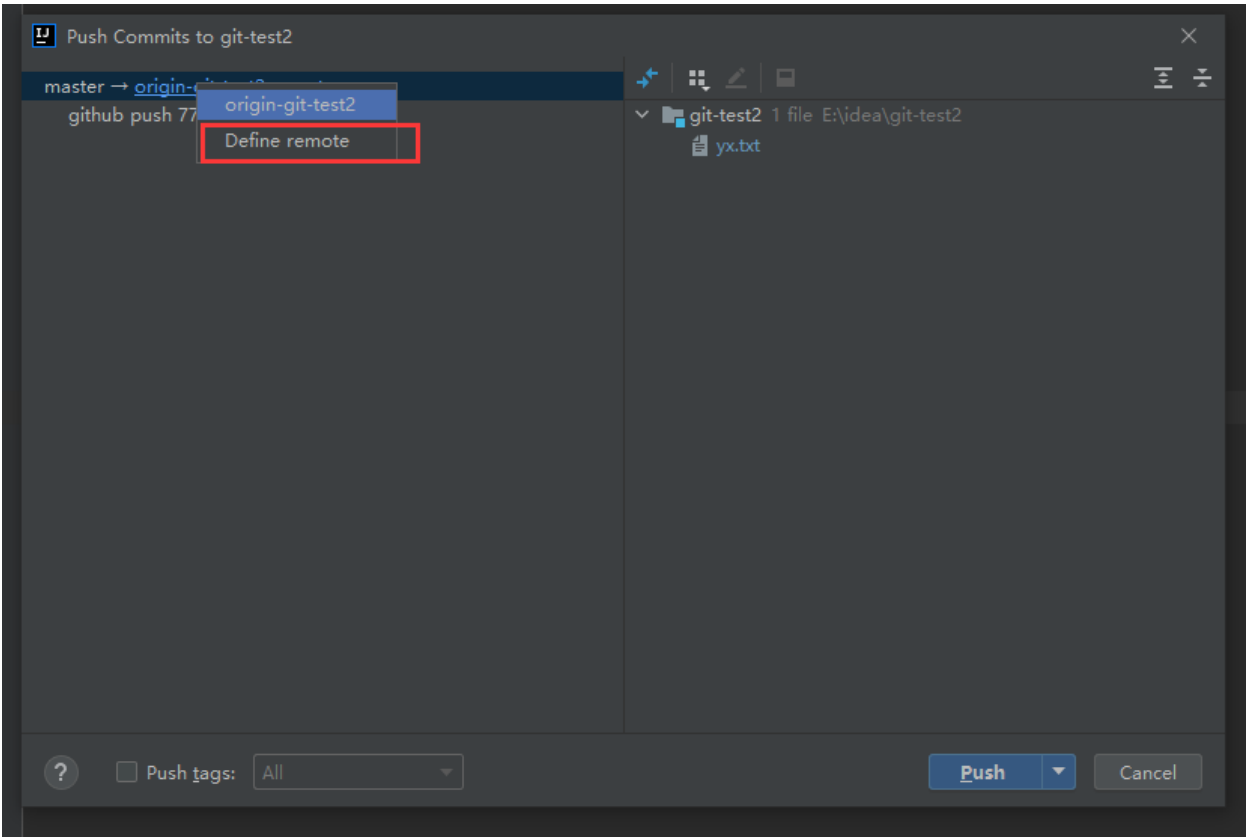 IJ Push Commits to git-test2
master → origin-
github push 77
origin-git-test2
Define remote
git-test2 1 file E:\idea\git-test2
yx.txt
? Push tags: All
Push Cancel